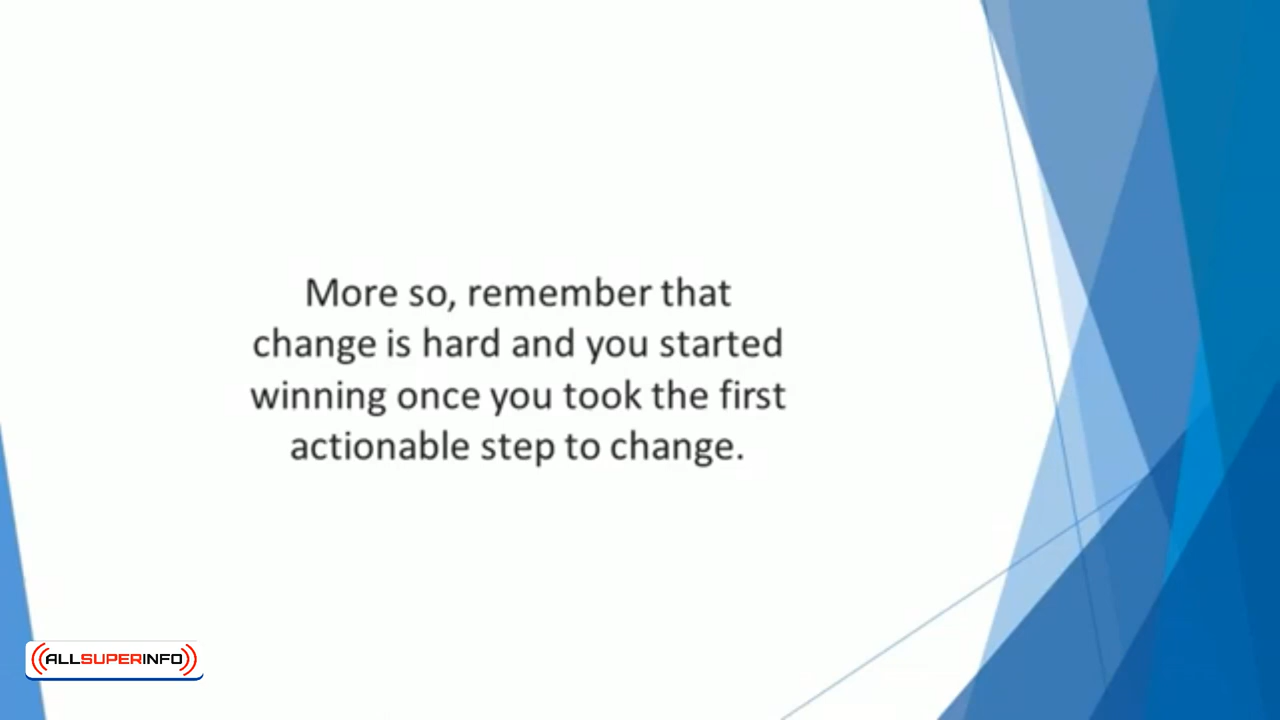 More so, remember that
change is hard and you started
winning once you took the first
actionable step to change.
ALLSUPERINFO